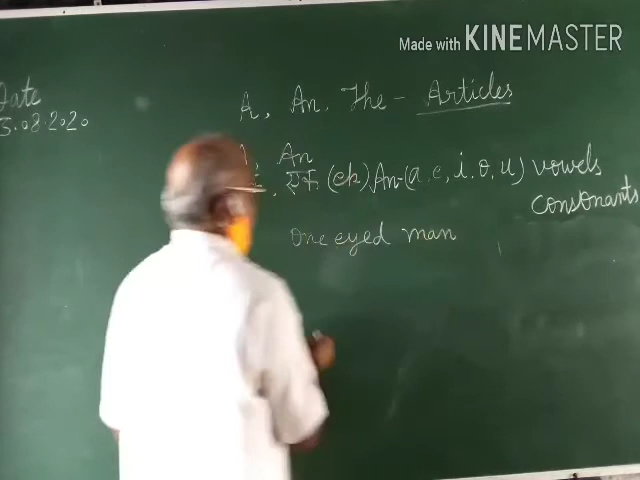 Made with KINEMASTER
Date
3.08.2020
A, An. The - Articles
An
एक (ek) An-(a, e, i, o, u) vowels
consonants
One eyed man